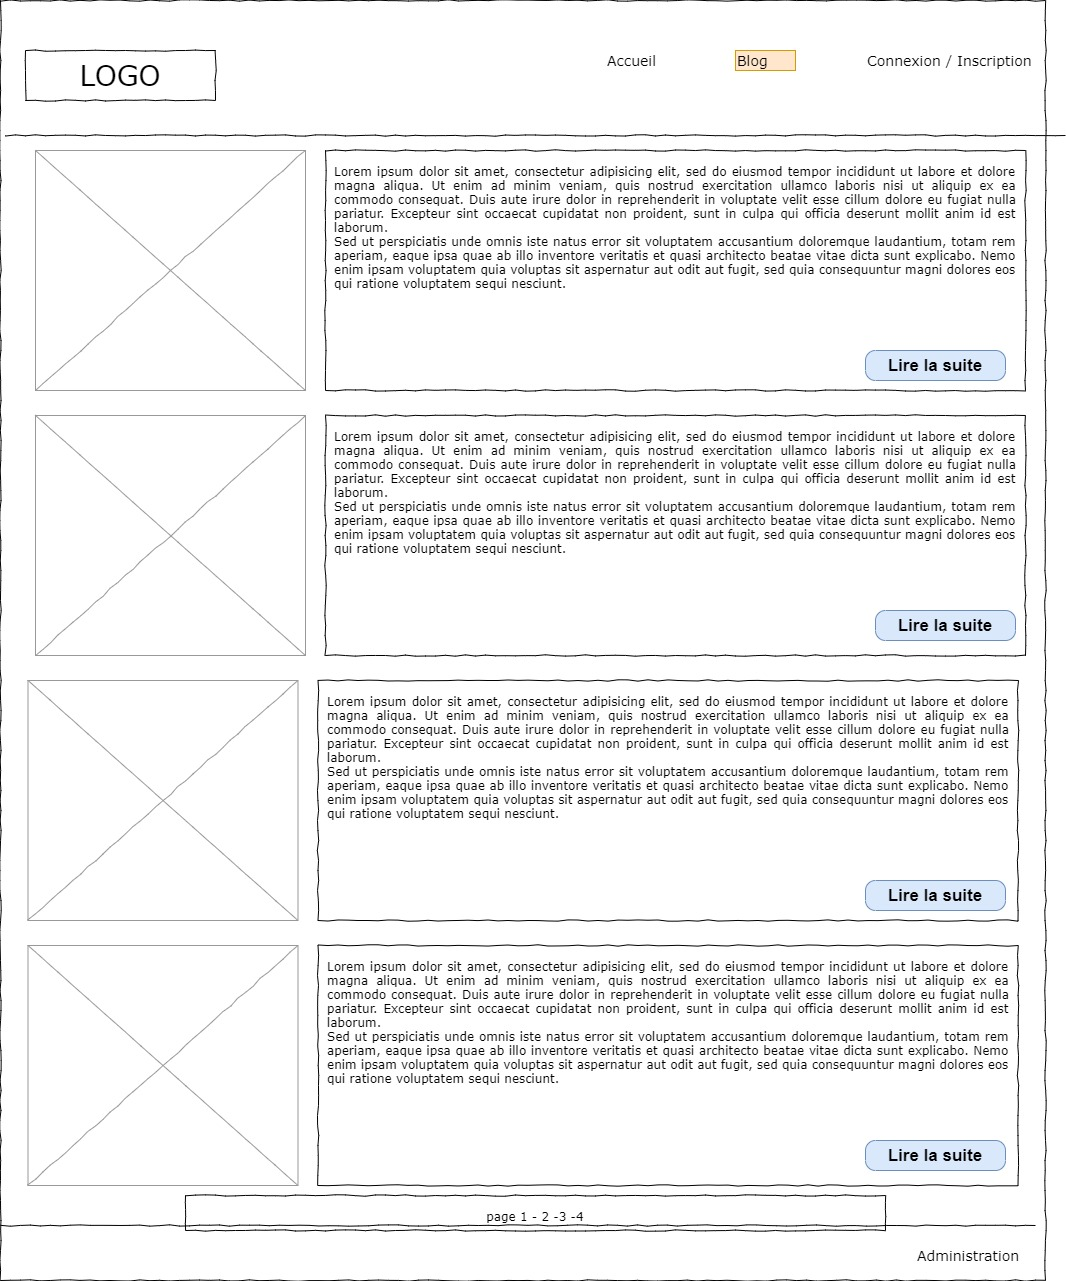 LOGO
Accueil
Blog
Connexion / Inscription
Lorem ipsum dolor sit amet, consectetur adipisicing elit, sed do eiusmod tempor incididunt ut labore et dolore
magna aliqua. Ut enim ad minim veniam, quis nostrud exercitation ullamco laboris nisi ut aliquip ex ea
commodo consequat. Duis aute irure dolor in reprehenderit in voluptate velit esse cillum dolore eu fugiat nulla
pariatur. Excepteur sint occaecat cupidatat non proident, sunt in culpa qui officia deserunt mollit anim id est
laborum.
Sed ut perspiciatis unde omnis iste natus error sit voluptatem accusantium doloremque laudantium, totam rem
aperiam, eaque ipsa quae ab illo inventore veritatis et quasi architecto beatae vitae dicta sunt explicabo. Nemo
enim ipsam voluptatem quia voluptas sit aspernatur aut odit aut fugit, sed quia consequuntur magni dolores eos
qui ratione voluptatem sequi nesciunt.
Lire la suite
Lorem ipsum dolor sit amet, consectetur adipisicing elit, sed do eiusmod tempor incididunt ut labore et dolore
magna aliqua. Ut enim ad minim veniam, quis nostrud exercitation ullamco laboris nisi ut aliquip ex ea
commodo consequat. Duis aute irure dolor in reprehenderit in voluptate velit esse cillum dolore eu fugiat nulla
pariatur. Excepteur sint occaecat cupidatat non proident, sunt in culpa qui officia deserunt mollit anim id est
laborum.
Sed ut perspiciatis unde omnis iste natus error sit voluptatem accusantium doloremque laudantium, totam rem
aperiam, eaque ipsa quae ab illo inventore veritatis et quasi architecto beatae vitae dicta sunt explicabo. Nemo
enim ipsam voluptatem quia voluptas sit aspernatur aut odit aut fugit, sed quia consequuntur magni dolores eos
qui ratione voluptatem sequi nesciunt.
Lire la suite
Lorem ipsum dolor sit amet, consectetur adipisicing elit, sed do eiusmod tempor incididunt ut labore et dolore
magna aliqua. Ut enim ad minim veniam, quis nostrud exercitation ullamco laboris nisi ut aliquip ex ea
commodo consequat. Duis aute irure dolor in reprehenderit in voluptate velit esse cillum dolore eu fugiat nulla
pariatur. Excepteur sint occaecat cupidatat non proident, sunt in culpa qui officia deserunt mollit anim id est
laborum.
Sed ut perspiciatis unde omnis iste natus error sit voluptatem accusantium doloremque laudantium, totam rem
aperiam, eaque ipsa quae ab illo inventore veritatis et quasi architecto beatae vitae dicta sunt explicabo. Nemo
enim ipsam voluptatem quia voluptas sit aspernatur aut odit aut fugit, sed quia consequuntur magni dolores eos
qui ratione voluptatem sequi nesciunt.
Lire la suite
Lorem ipsum dolor sit amet, consectetur adipisicing elit, sed do eiusmod tempor incididunt ut labore et dolore
magna aliqua. Ut enim ad minim veniam, quis nostrud exercitation ullamco laboris nisi ut aliquip ex ea
commodo consequat. Duis aute irure dolor in reprehenderit in voluptate velit esse cillum dolore eu fugiat nulla
pariatur. Excepteur sint occaecat cupidatat non proident, sunt in culpa qui officia deserunt mollit anim id est
laborum.
Sed ut perspiciatis unde omnis iste natus error sit voluptatem accusantium doloremque laudantium, totam rem
aperiam, eaque ipsa quae ab illo inventore veritatis et quasi architecto beatae vitae dicta sunt explicabo. Nemo
enim ipsam voluptatem quia voluptas sit aspernatur aut odit aut fugit, sed quia consequuntur magni dolores eos
qui ratione voluptatem sequi nesciunt.
Lire la suite
page 1 - 2 -3 -4
Administration